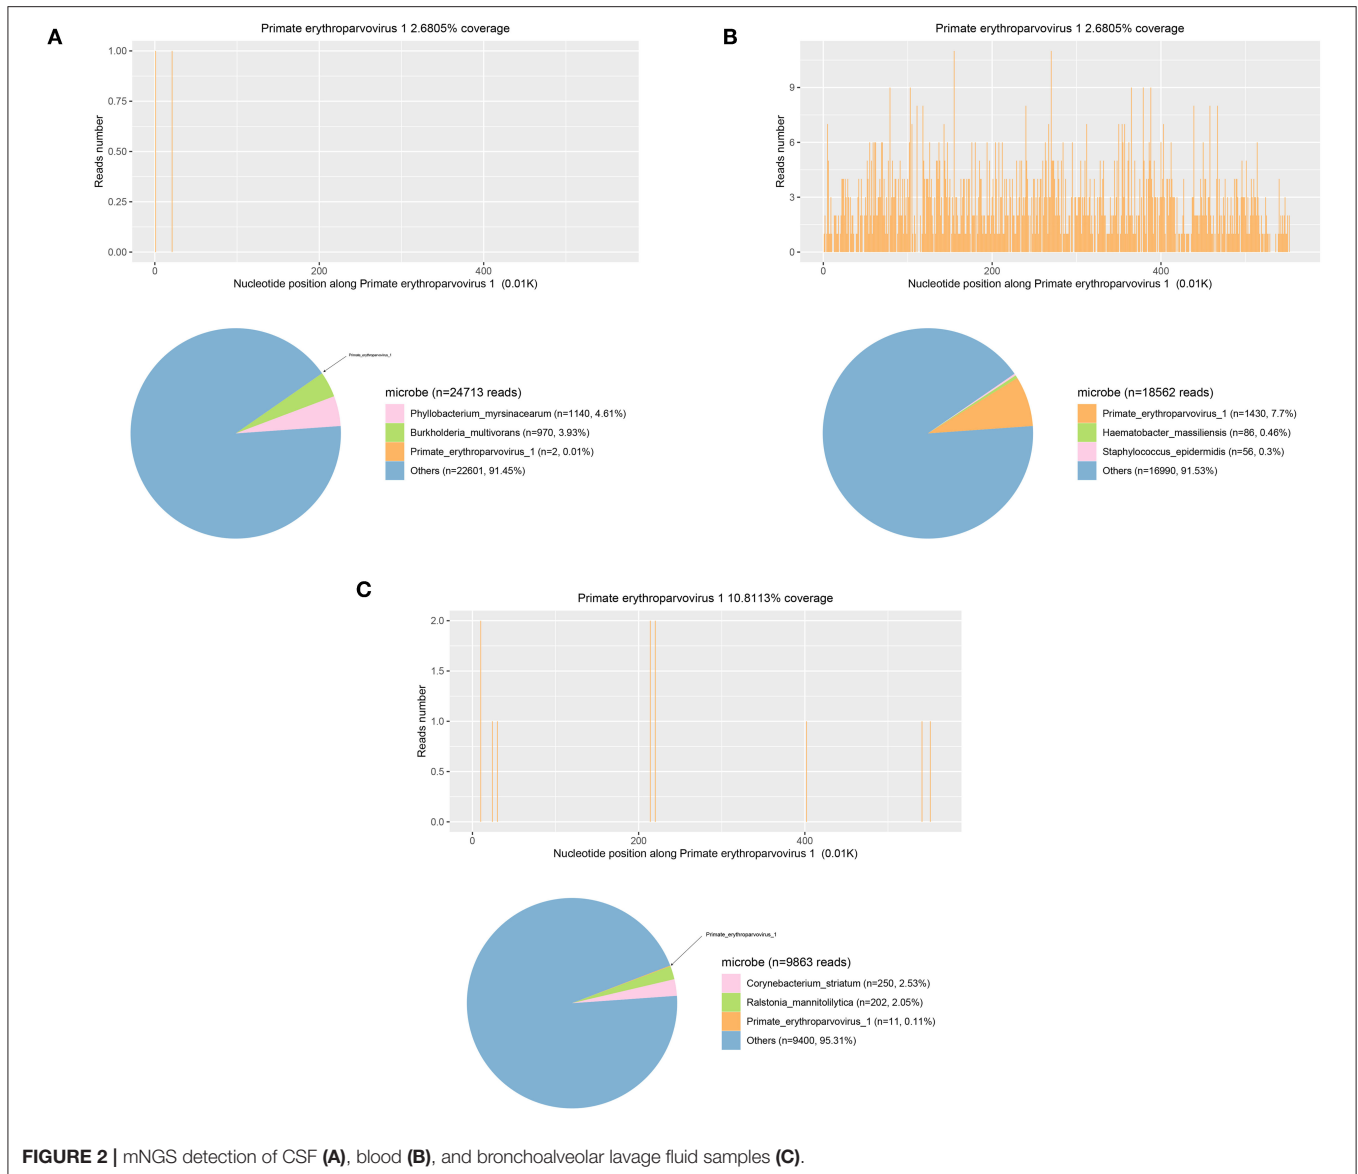 A
Primate erythroparvovirus 1 2.6805% coverage
1.00
0.75
0.50
0.25
0.00
Reads number
0
200
400
Nucleotide position along Primate erythroparvovirus 1 (0.01K)
Primate_erythroparvovirus_1
microbe (n=24713 reads)
Phyllobacterium_myrsinacearum (n=1140, 4.61%)
Burkholderia_multivorans (n=970, 3.93%)
Primate_erythroparvovirus_1 (n=2, 0.01%)
Others (n=22601, 91.45%)
B
Primate erythroparvovirus 1 2.6805% coverage
9
6
3
0
Reads number
0
200
400
Nucleotide position along Primate erythroparvovirus 1 (0.01K)
microbe (n=18562 reads)
Primate_erythroparvovirus_1 (n=1430, 7.7%)
Haematobacter_massiliensis (n=86, 0.46%)
Staphylococcus_epidermidis (n=56, 0.3%)
Others (n=16990, 91.53%)
C
Primate erythroparvovirus 1 10.8113% coverage
2.0
1.5
1.0
0.5
0.0
Reads number
0
200
400
Nucleotide position along Primate erythroparvovirus 1 (0.01K)
Primate_erythroparvovirus_1
microbe (n=9863 reads)
Corynebacterium_striatum (n=250, 2.53%)
Ralstonia_mannitolilytica (n=202, 2.05%)
Primate_erythroparvovirus_1 (n=11, 0.11%)
Others (n=9400, 95.31%)
FIGURE 2 | mNGS detection of CSF (A), blood (B), and bronchoalveolar lavage fluid samples (C).